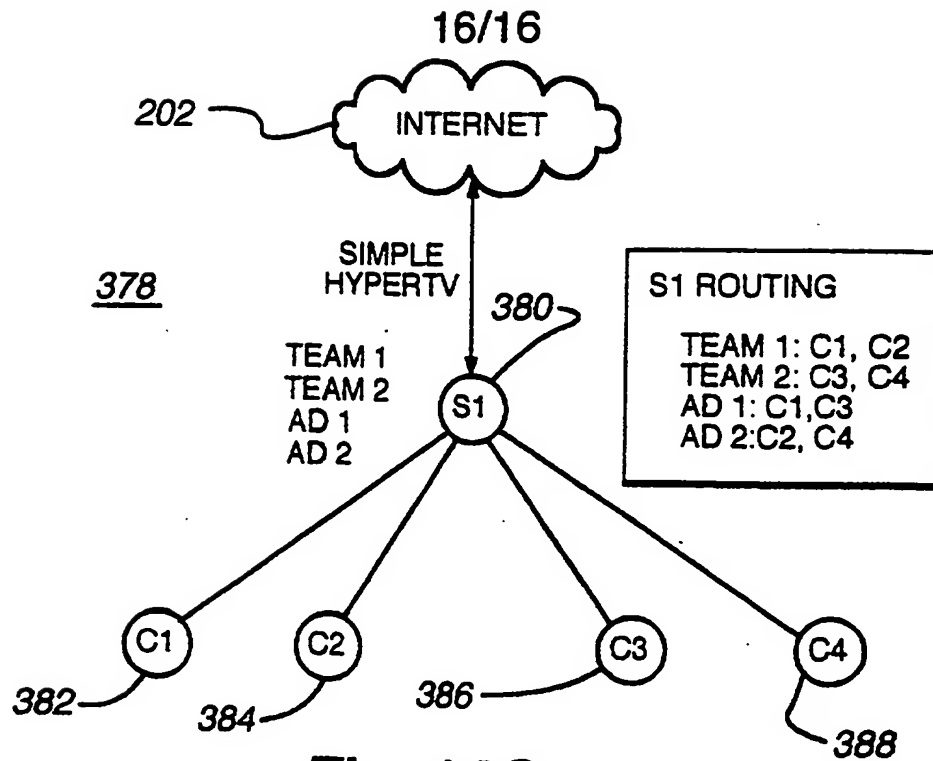 16/16
INTERNET
202
SIMPLE
HYPERTV
378
380
TEAM 1
TEAM 2
AD 1
AD 2
S1
S1 ROUTING
TEAM 1: C1, C2
TEAM 2: C3, C4
AD 1: C1,C3
AD 2:C2, C4
C1
C2
C3
C4
382
384
386
388